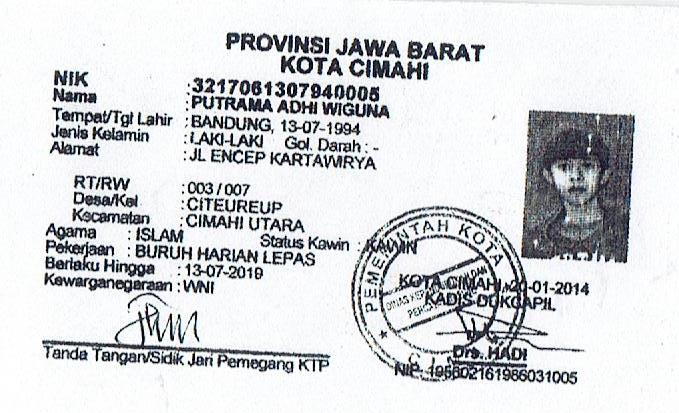 PROVINSI JAWA BARAT
KOTA CIMAHI
NIK : 3217061307940005
Nama : PUTRAMA ADHI WIGUNA
Tempat/Tgl Lahir : BANDUNG, 13-07-1994
Jenis Kelamin : LAKI-LAKI Gol. Darah : -
Alamat : JL ENCEP KARTAWIRYA
RT/RW : 003 / 007
Desa/Kel : CITEUREUP
Kecamatan : CIMAHI UTARA
Agama : ISLAM Status Kawin : KAWIN
Pekerjaan : BURUH HARIAN LEPAS
Berlaku Hingga : 13-07-2019
Kewarganegaraan : WNI
PEMERINTAH KOTA
KOTA CIMAHI, 20-01-2014
KADIS DUKCAPIL
Drs. HADI
NIP. 195602161986031005
Tanda Tangan/Sidik Jari Pemegang KTP